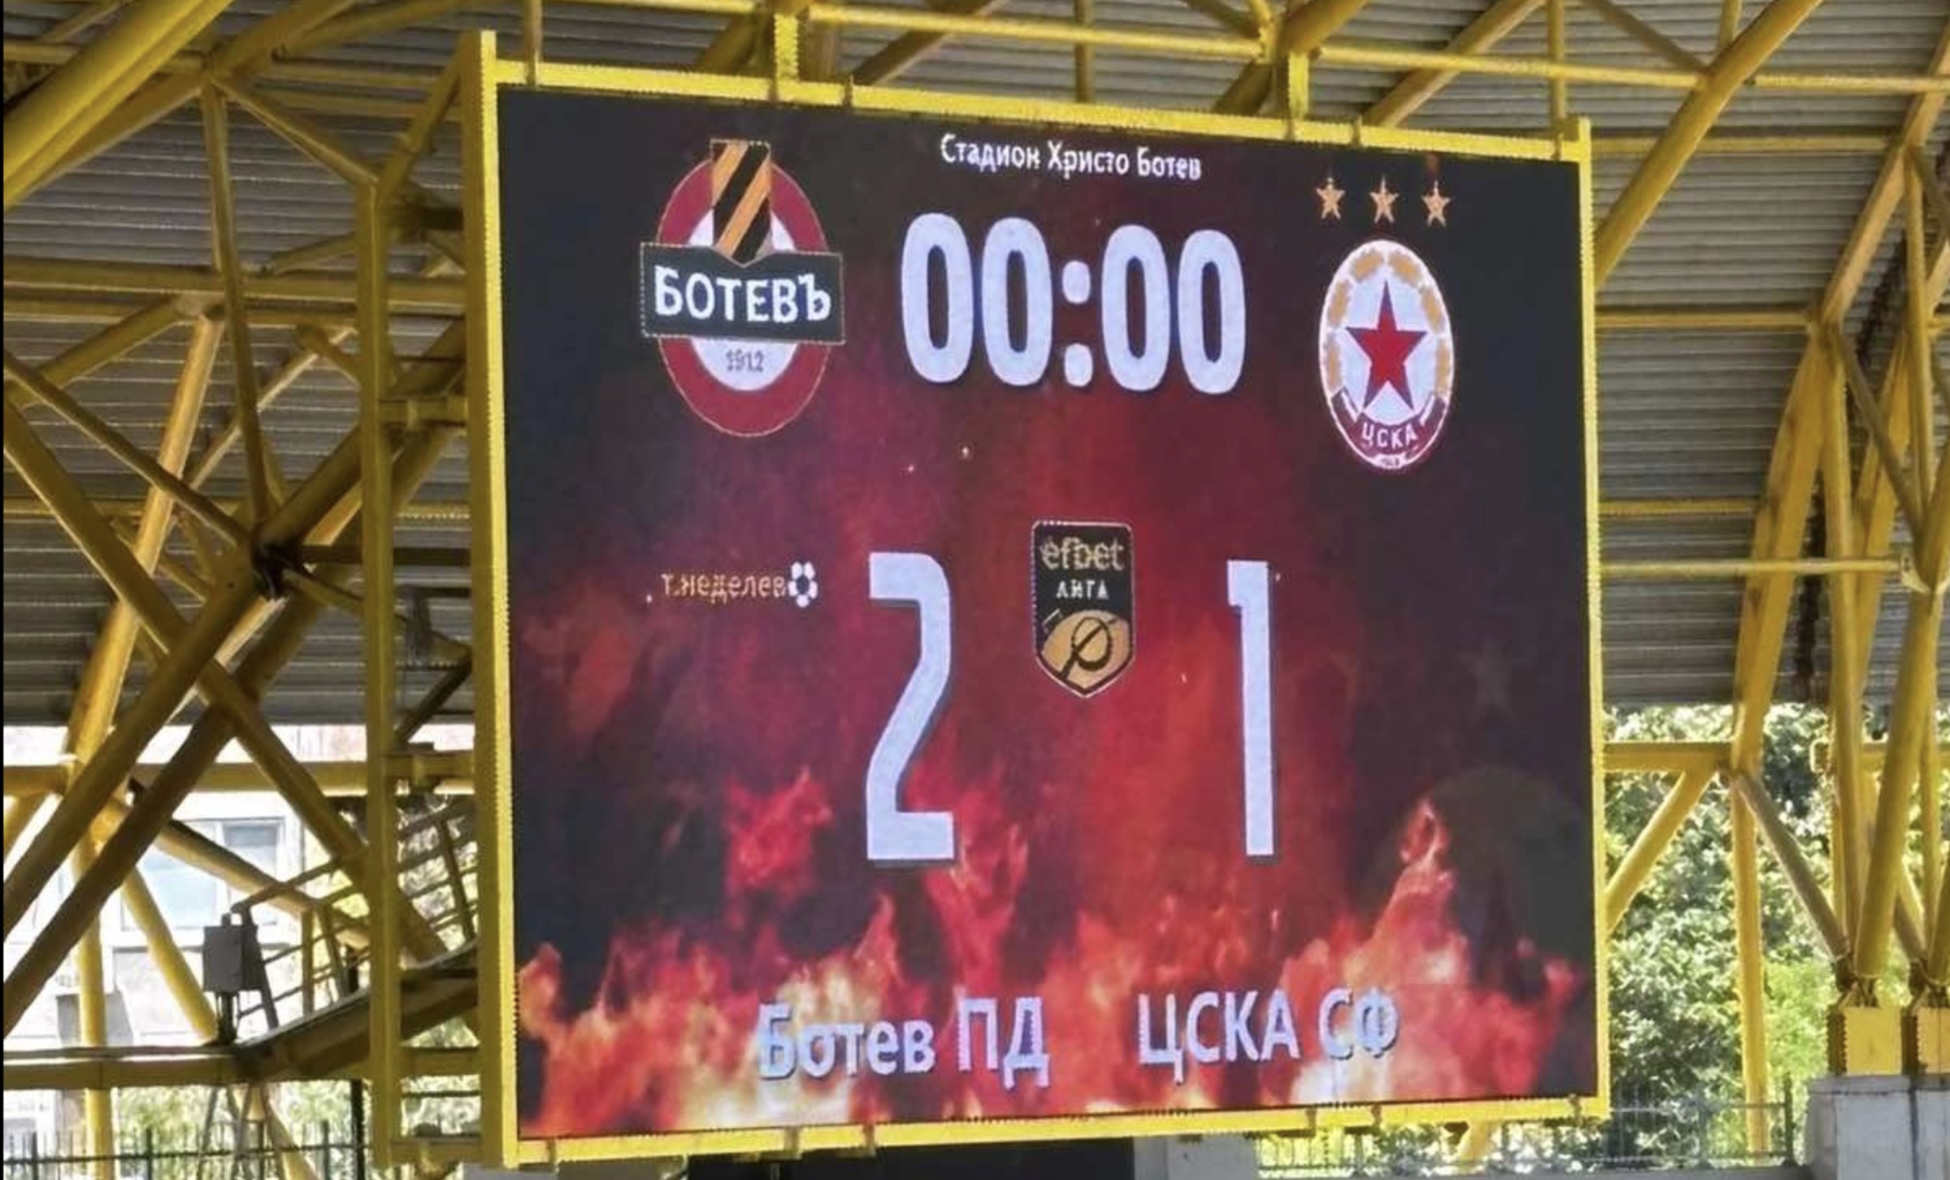 Стадион Христо Ботев
БОТЕВЪ
1912
00:00
ЦСКА
т.неделев
2
efbet
ЛИГА
1
Ботев ПД
ЦСКА СФ